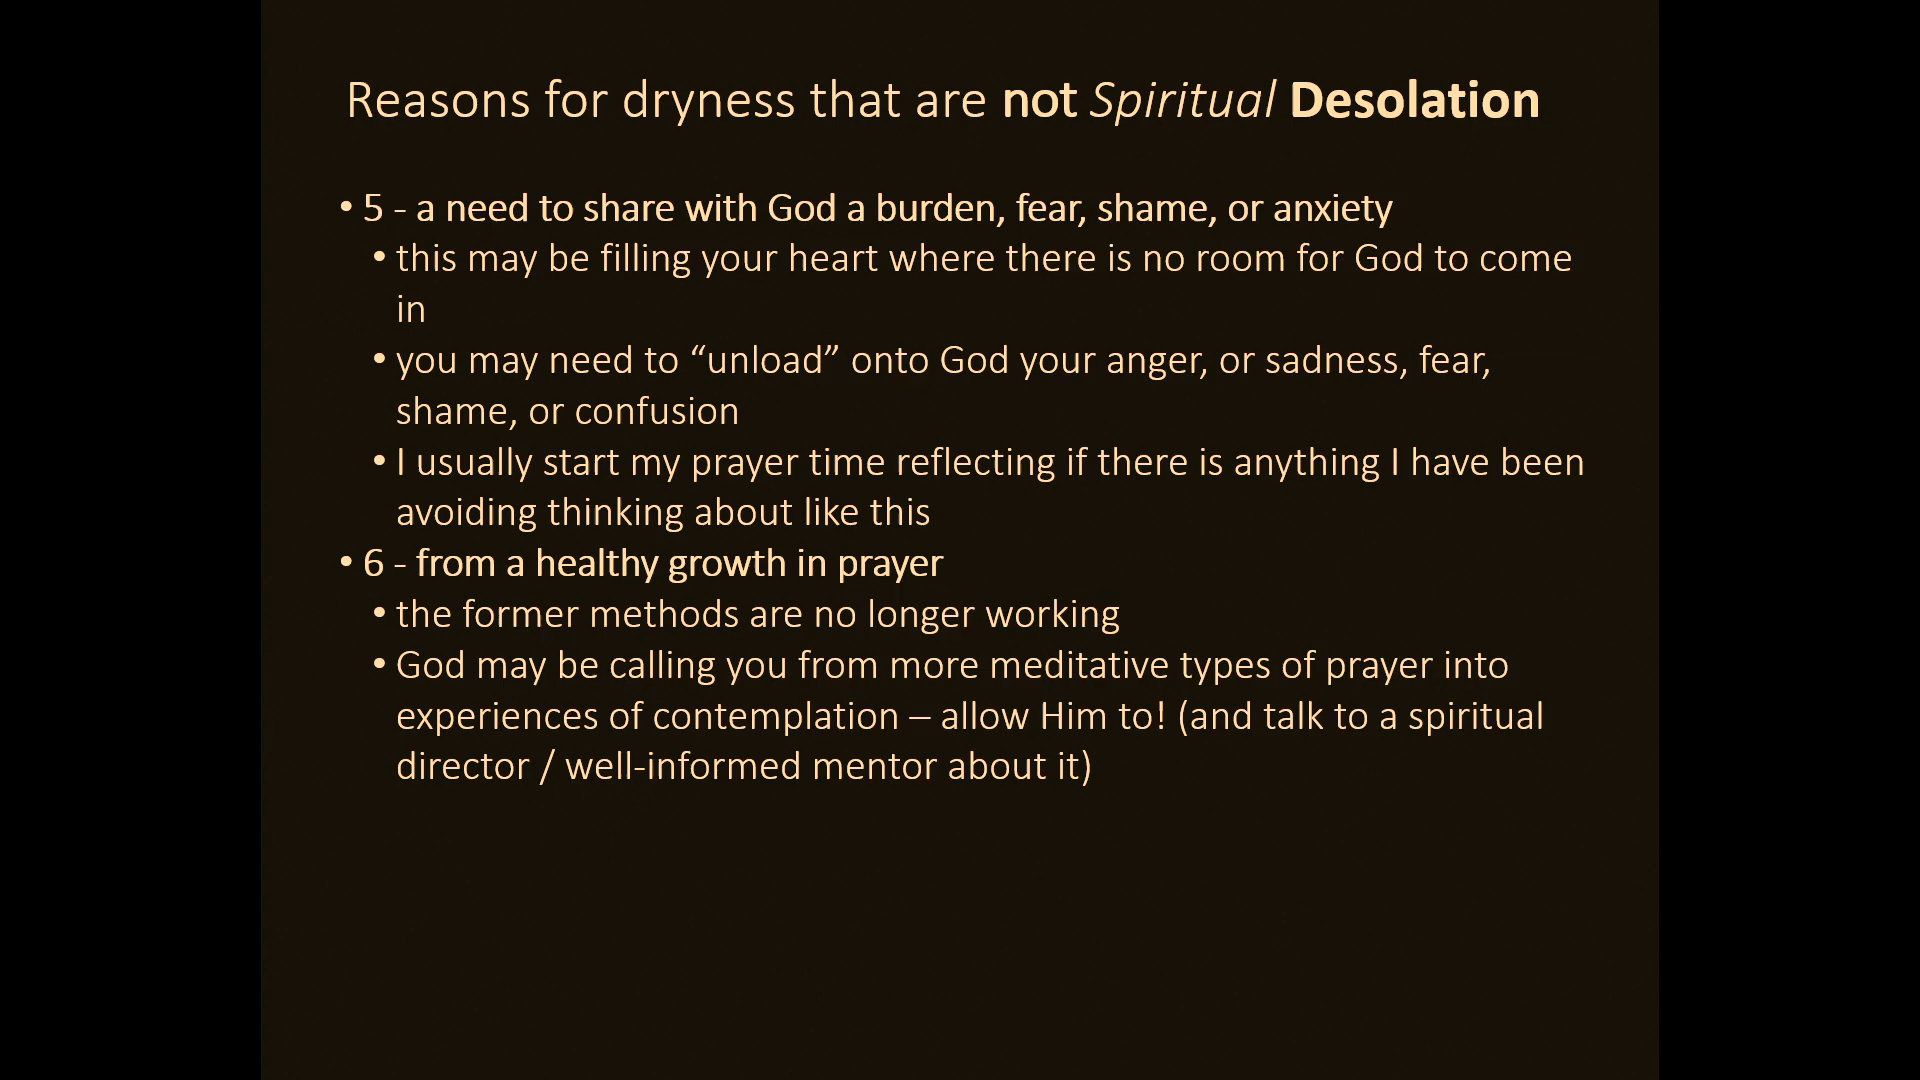 Reasons for dryness that are not Spiritual Desolation
• 5 - a need to share with God a burden, fear, shame, or anxiety
• this may be filling your heart where there is no room for God to come
in
• you may need to “unload” onto God your anger, or sadness, fear,
shame, or confusion
• I usually start my prayer time reflecting if there is anything I have been
avoiding thinking about like this
• 6 - from a healthy growth in prayer
• the former methods are no longer working
• God may be calling you from more meditative types of prayer into
experiences of contemplation – allow Him to! (and talk to a spiritual
director / well-informed mentor about it)